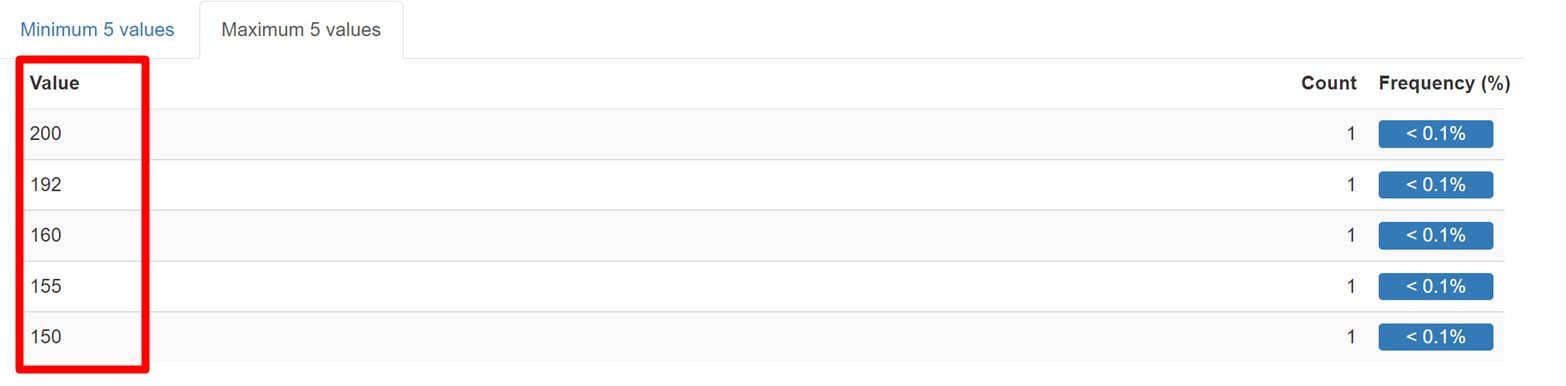 Minimum 5 values Maximum 5 values
Value Count Frequency (%)
200 1 < 0.1%
192 1 < 0.1%
160 1 < 0.1%
155 1 < 0.1%
150 1 < 0.1%